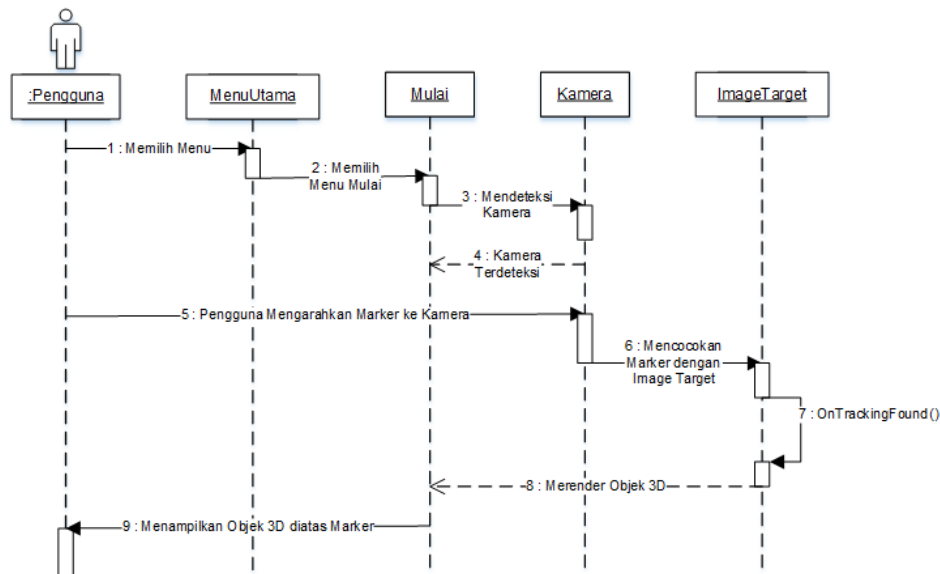 :Pengguna
MenuUtama
Mulai
Kamera
ImageTarget
1 : Memilih Menu
2 : Memilih
Menu Mulai
3 : Mendeteksi
Kamera
4 : Kamera
Terdeteksi
5 : Pengguna Mengarahkan Marker ke Kamera
6 : Mencocokan
Marker dengan
Image Target
7 : OnTrackingFound()
8 : Merender Objek 3D
9 : Menampilkan Objek 3D diatas Marker